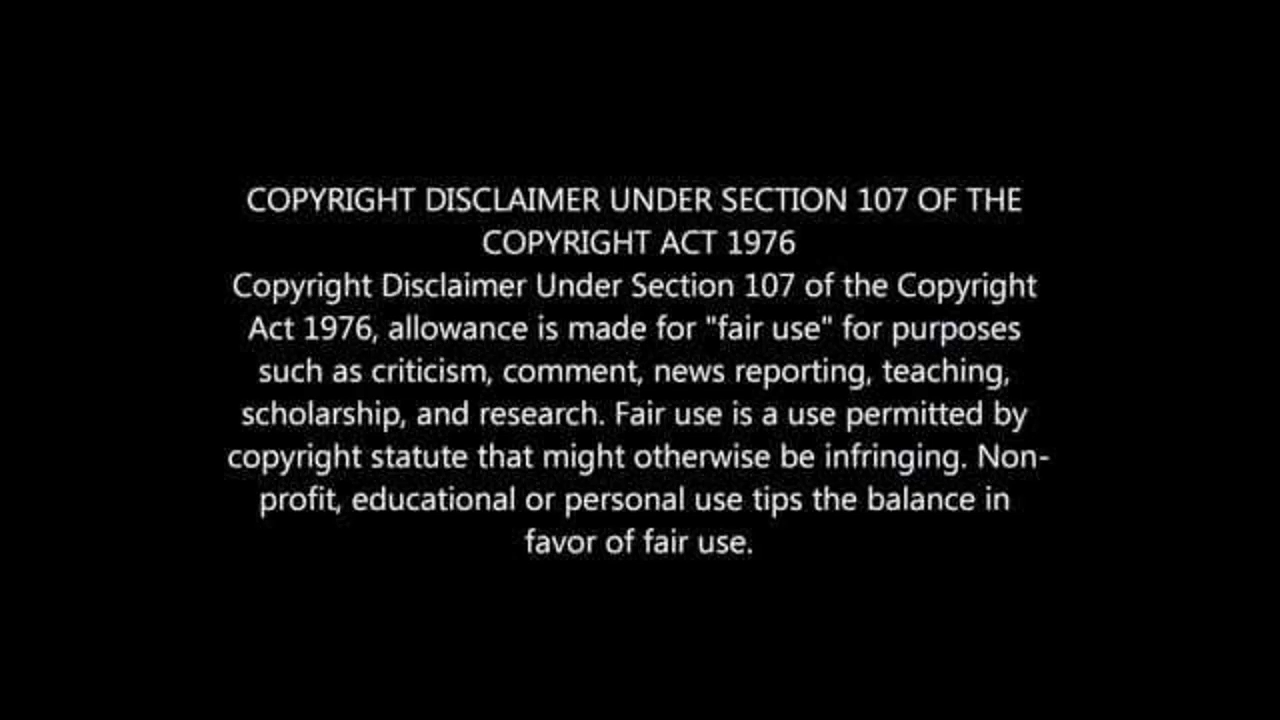 COPYRIGHT DISCLAIMER UNDER SECTION 107 OF THE
COPYRIGHT ACT 1976
Copyright Disclaimer Under Section 107 of the Copyright
Act 1976, allowance is made for "fair use" for purposes
such as criticism, comment, news reporting, teaching,
scholarship, and research. Fair use is a use permitted by
copyright statute that might otherwise be infringing. Non-
profit, educational or personal use tips the balance in
favor of fair use.